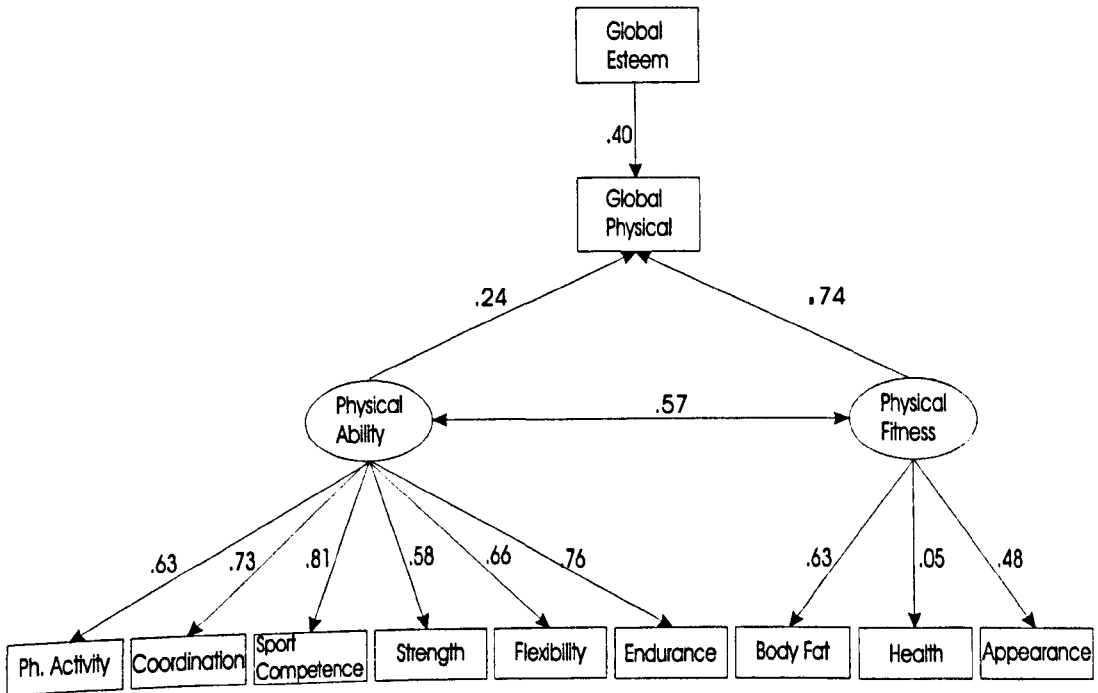 Global
Esteem
.40
Global
Physical
.24
.74
Physical
Ability
.57
Physical
Fitness
.63
.73
.81
.58
.66
.76
.63
.05
.48
Ph. Activity
Coordination
Sport
Competence
Strength
Flexibility
Endurance
Body Fat
Health
Appearance